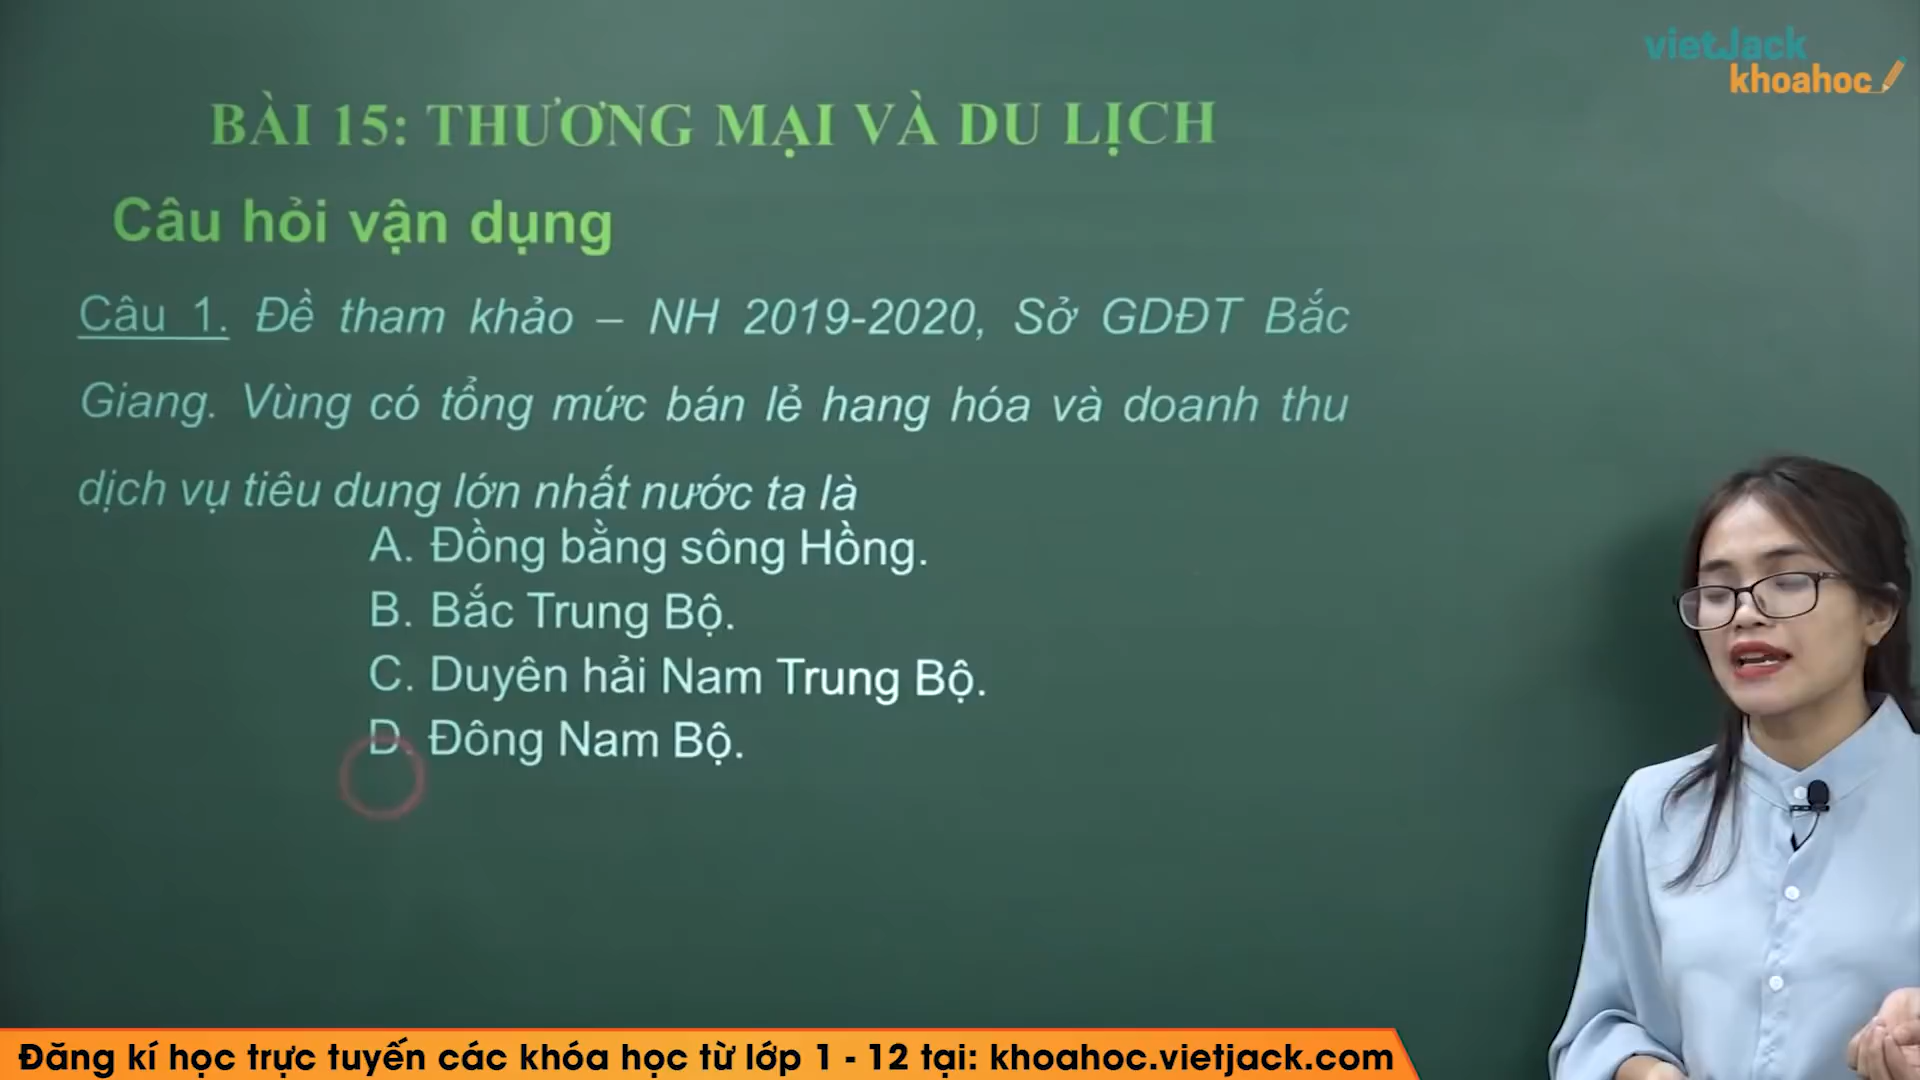 vietJack
khoahoc
BÀI 15: THƯƠNG MẠI VÀ DU LỊCH
Câu hỏi vận dụng
Câu 1. Đề tham khảo – NH 2019-2020, Sở GDĐT Bắc
Giang. Vùng có tổng mức bán lẻ hang hóa và doanh thu
dịch vụ tiêu dung lớn nhất nước ta là
A. Đồng bằng sông Hồng.
B. Bắc Trung Bộ.
C. Duyên hải Nam Trung Bộ.
D. Đông Nam Bộ.
Đăng kí học trực tuyến các khóa học từ lớp 1 - 12 tại: khoahoc.vietjack.com